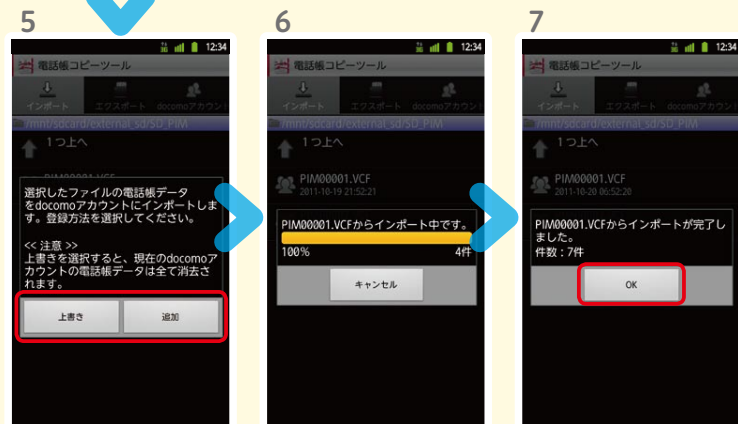 5
3G 12:34
電話帳コピーツール
インポート エクスポート docomoアカウント
/mnt/sdcard/external_sd/SD_PIM
1つ上へ
PIM00001.VCF
選択したファイルの電話帳データ
をdocomoアカウントにインポートしま
す。登録方法を選択してください。
<< 注意 >>
上書きを選択すると、現在のdocomoア
カウントの電話帳データは全て消去さ
れます。
上書き 追加
6
3G 12:34
電話帳コピーツール
インポート エクスポート docomoアカウント
/mnt/sdcard/external_sd/SD_PIM
1つ上へ
PIM00001.VCF
2011-10-19 21:52:21
PIM00001.VCFからインポート中です。
100% 4件
キャンセル
7
3G 12:34
電話帳コピーツール
インポート エクスポート docomoアカウント
/mnt/sdcard/external_sd/SD_PIM
1つ上へ
PIM00001.VCF
2011-10-20 06:52:20
PIM00001.VCFからインポートが完了し
ました。
件数：7件
OK